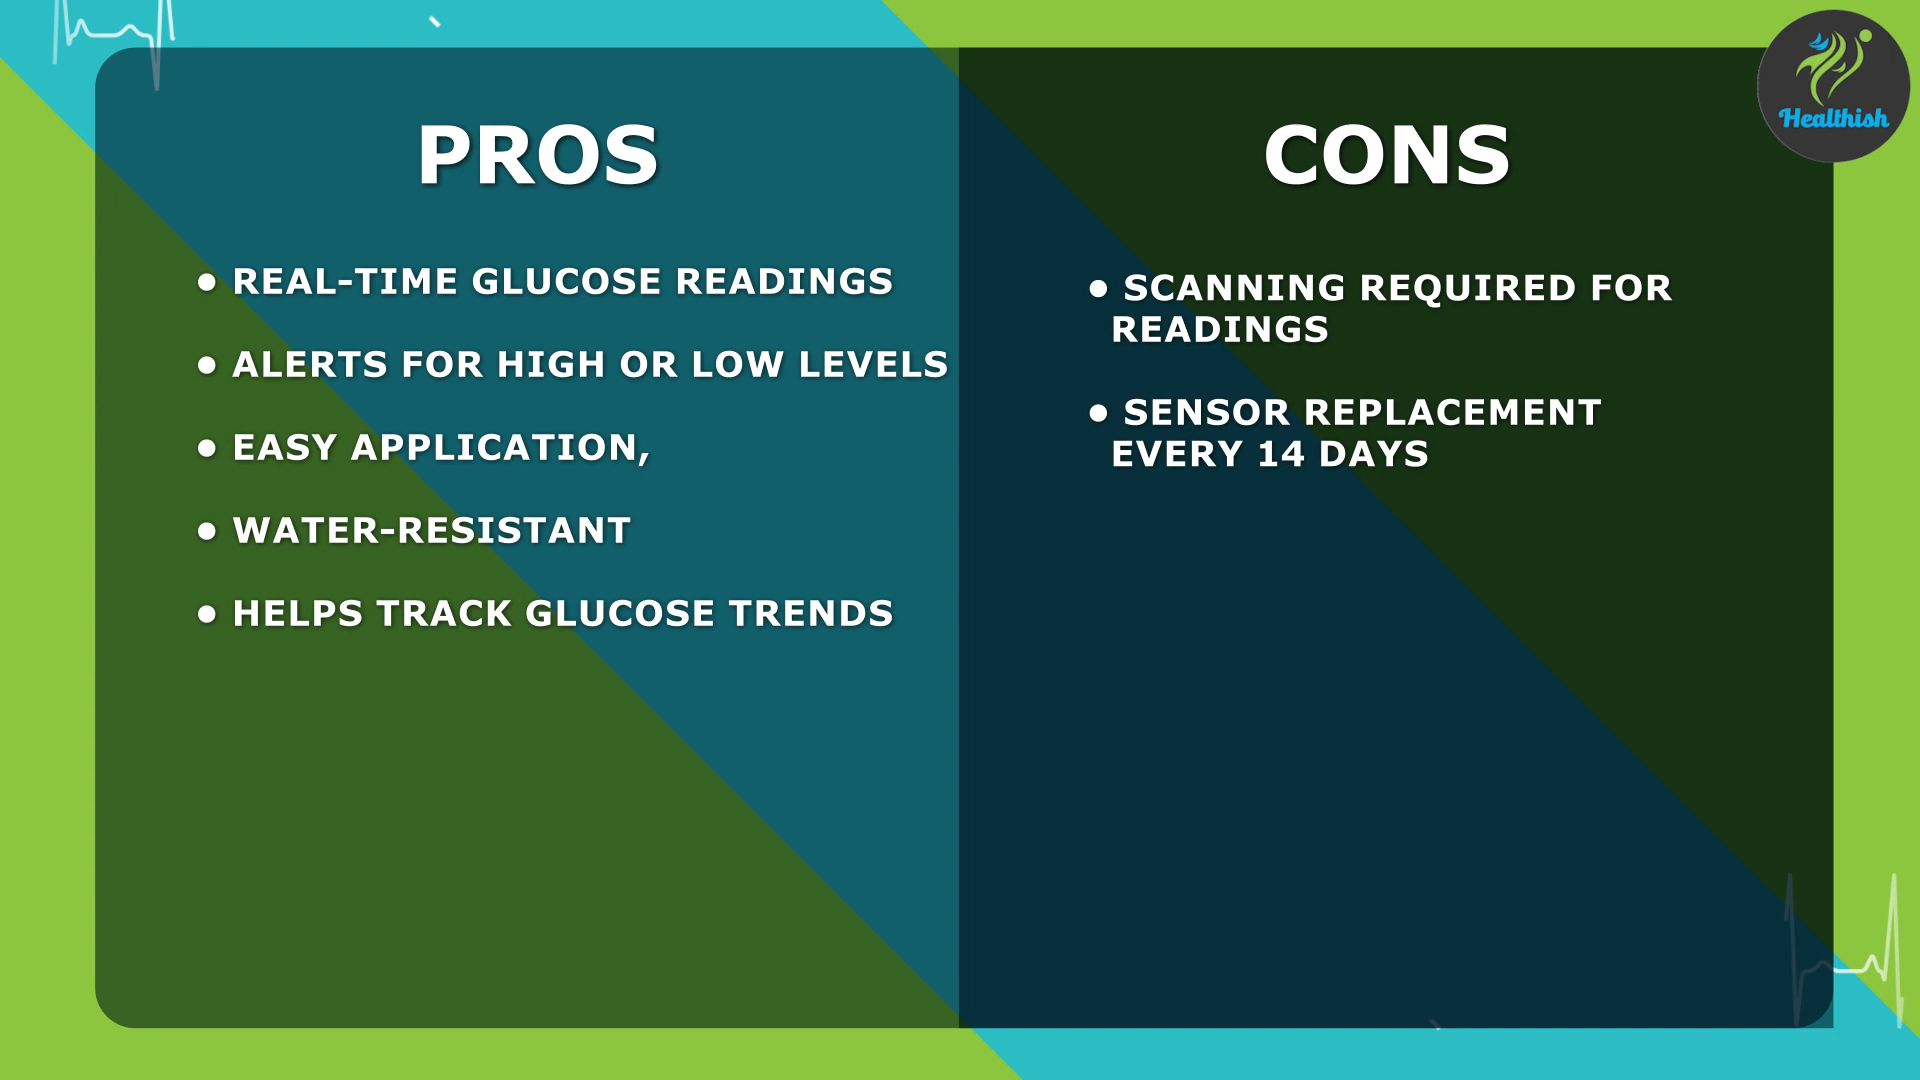 PROS
• REAL-TIME GLUCOSE READINGS
• ALERTS FOR HIGH OR LOW LEVELS
• EASY APPLICATION,
• WATER-RESISTANT
• HELPS TRACK GLUCOSE TRENDS
CONS
• SCANNING REQUIRED FOR
READINGS
• SENSOR REPLACEMENT
EVERY 14 DAYS
Healthish